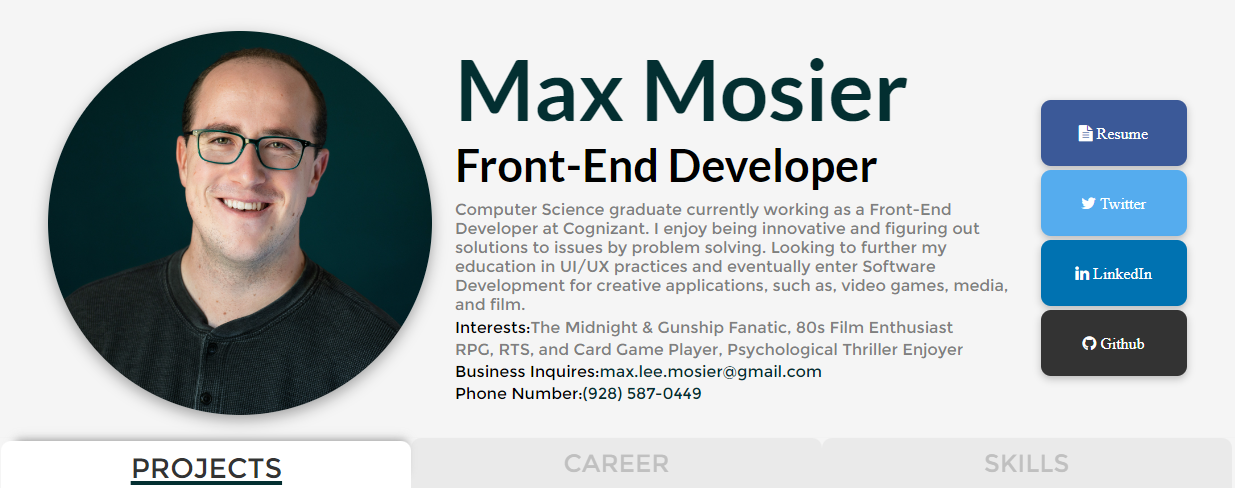 Max Mosier
Front-End Developer
Computer Science graduate currently working as a Front-End
Developer at Cognizant. I enjoy being innovative and figuring out
solutions to issues by problem solving. Looking to further my
education in UI/UX practices and eventually enter Software
Development for creative applications, such as, video games, media,
and film.
Interests:The Midnight & Gunship Fanatic, 80s Film Enthusiast
RPG, RTS, and Card Game Player, Psychological Thriller Enjoyer
Business Inquires:max.lee.mosier@gmail.com
Phone Number:(928) 587-0449
Resume
Twitter
LinkedIn
Github
PROJECTS
CAREER
SKILLS